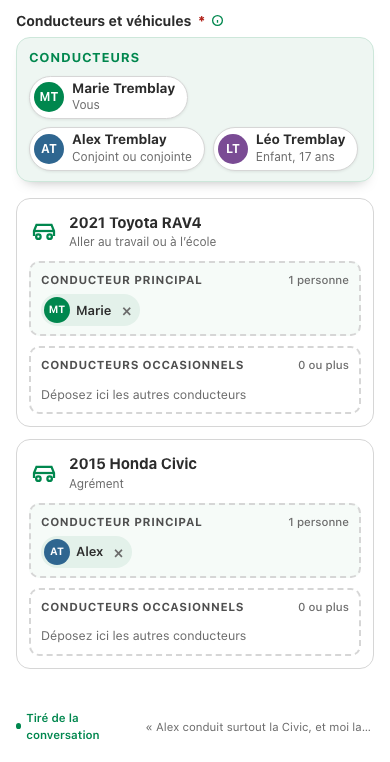 Conducteurs et véhicules *
CONDUCTEURS
MT Marie Tremblay
Vous
AT Alex Tremblay
Conjoint ou conjointe
LT Léo Tremblay
Enfant, 17 ans
2021 Toyota RAV4
Aller au travail ou à l'école
CONDUCTEUR PRINCIPAL 1 personne
MT Marie ×
CONDUCTEURS OCCASIONNELS 0 ou plus
Déposez ici les autres conducteurs
2015 Honda Civic
Agrément
CONDUCTEUR PRINCIPAL 1 personne
AT Alex ×
CONDUCTEURS OCCASIONNELS 0 ou plus
Déposez ici les autres conducteurs
Tiré de la
conversation
« Alex conduit surtout la Civic, et moi la...